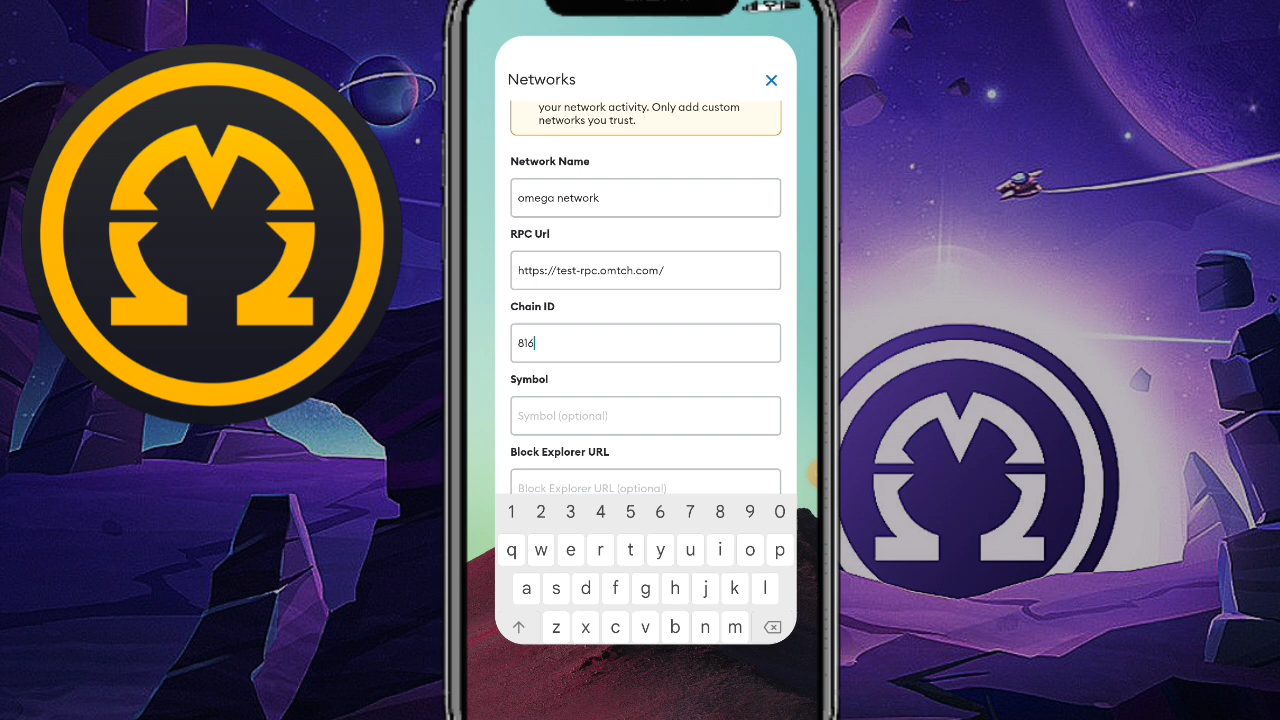 Networks
your network activity. Only add custom
networks you trust.
Network Name
omega network
RPC Url
https://test-rpc.omtch.com/
Chain ID
816
Symbol
Symbol (optional)
Block Explorer URL
Block Explorer URL (optional)
1 2 3 4 5 6 7 8 9 0
q w e r t y u i o p
a s d f g h j k l
z x c v b n m